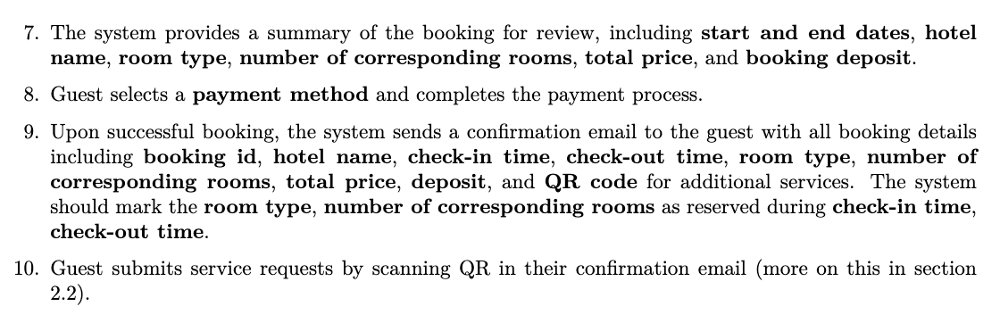 7. The system provides a summary of the booking for review, including start and end dates, hotel
name, room type, number of corresponding rooms, total price, and booking deposit.
8. Guest selects a payment method and completes the payment process.
9. Upon successful booking, the system sends a confirmation email to the guest with all booking details
including booking id, hotel name, check-in time, check-out time, room type, number of
corresponding rooms, total price, deposit, and QR code for additional services. The system
should mark the room type, number of corresponding rooms as reserved during check-in time,
check-out time.
10. Guest submits service requests by scanning QR in their confirmation email (more on this in section
2.2).